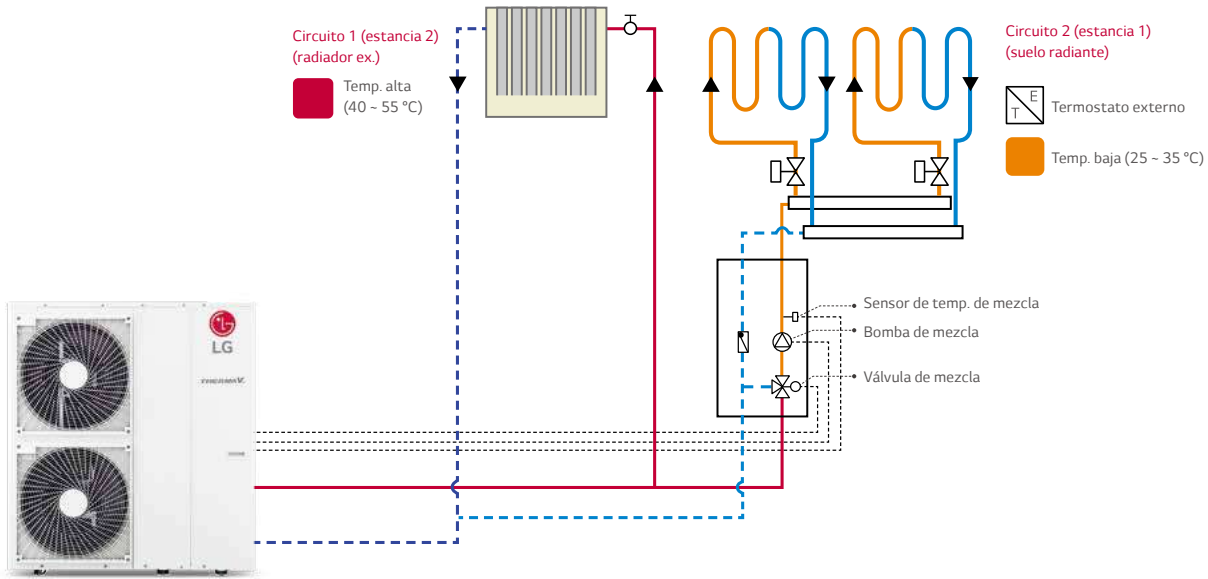 Circuito 1 (estancia 2)
(radiador ex.)
Temp. alta
(40 ~ 55 °C)
Circuito 2 (estancia 1)
(suelo radiante)
E
T
Termostato externo
Temp. baja (25 ~ 35 °C)
Sensor de temp. de mezcla
Bomba de mezcla
Válvula de mezcla
LG
THERMA V.